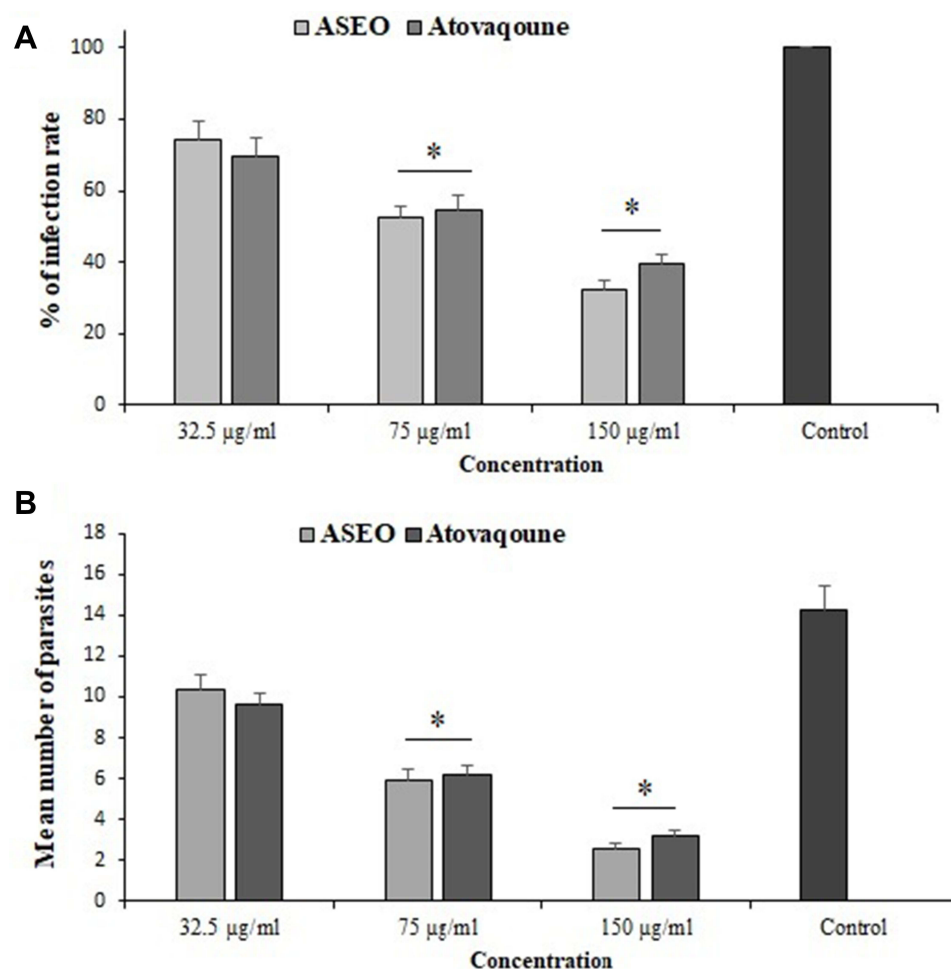 A
ASEO Atovaqoune
% of infection rate
100
80
60
40
20
0
*
*
32.5 µg/ml 75 µg/ml 150 µg/ml Control
Concentration
B
ASEO Atovaqoune
Mean number of parasites
18
16
14
12
10
8
6
4
2
0
*
*
32.5 µg/ml 75 µg/ml 150 µg/ml Control
Concentration